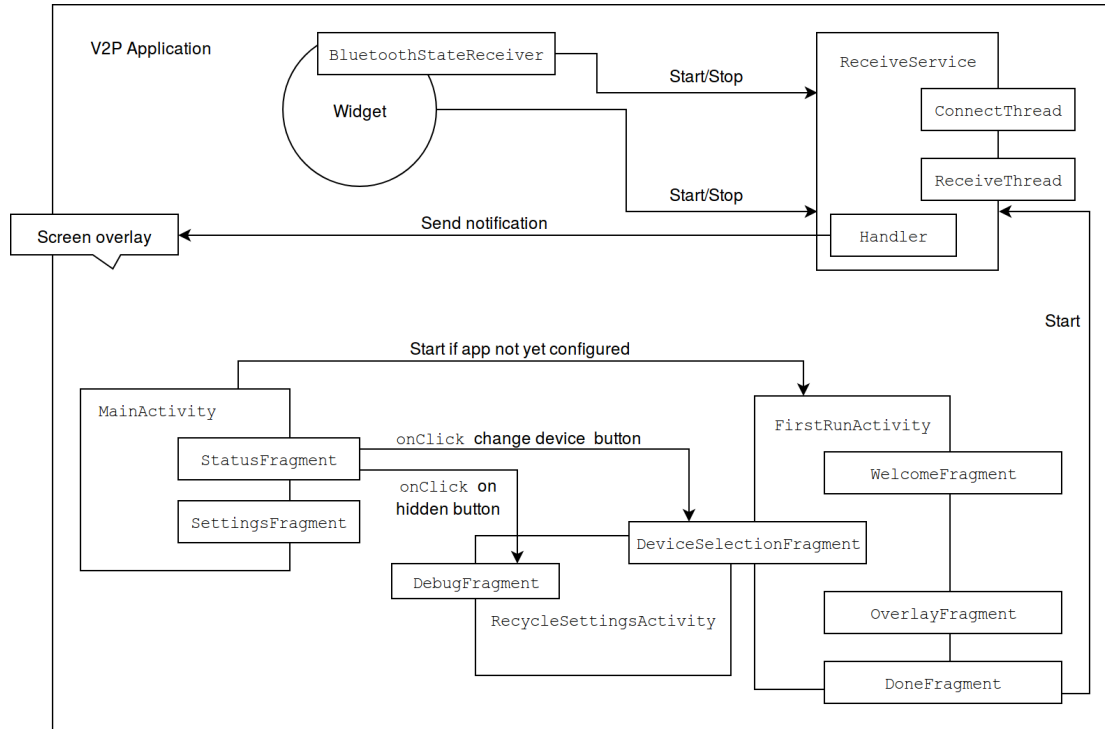 V2P Application
BluetoothStateReceiver
Widget
Start/Stop
Start/Stop
ReceiveService
ConnectThread
ReceiveThread
Handler
Send notification
Screen overlay
Start
Start if app not yet configured
MainActivity
StatusFragment
SettingsFragment
onClick change device button
onClick on
hidden button
FirstRunActivity
WelcomeFragment
DeviceSelectionFragment
DebugFragment
RecycleSettingsActivity
OverlayFragment
DoneFragment